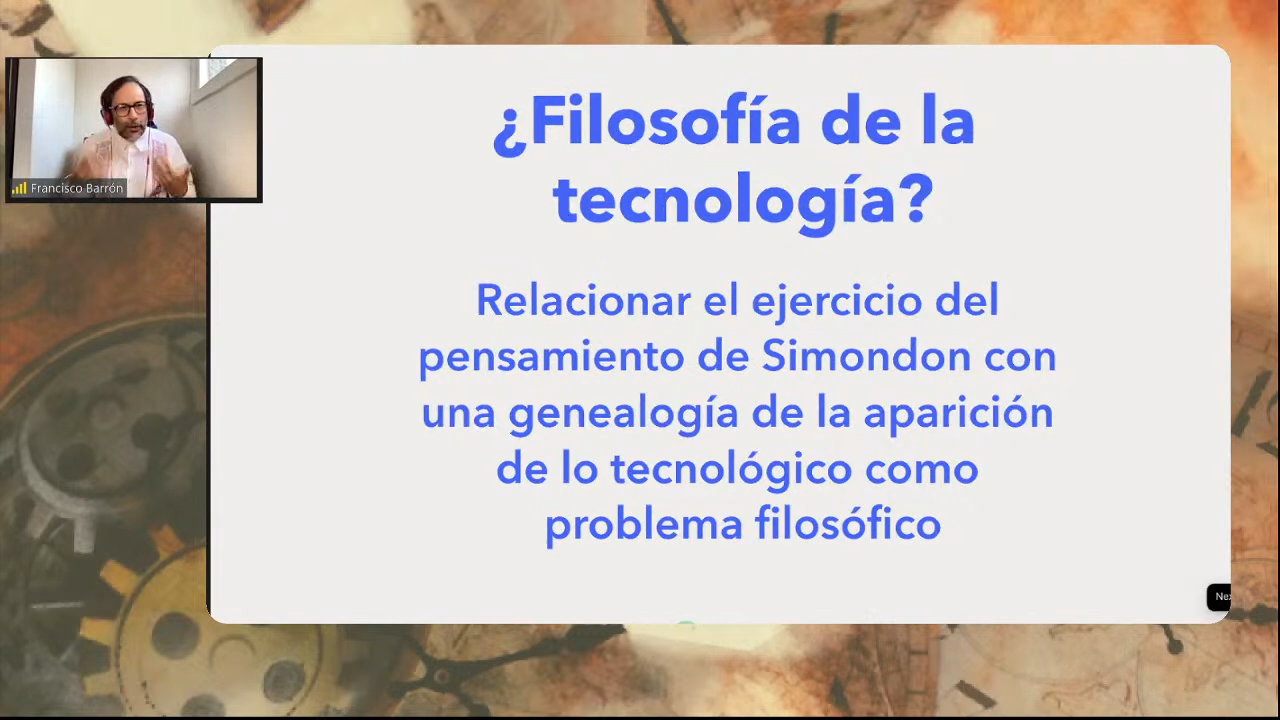 ¿Filosofía de la
tecnología?
Francisco Barrón
Relacionar el ejercicio del
pensamiento de Simondon con
una genealogía de la aparición
de lo tecnológico como
problema filosófico